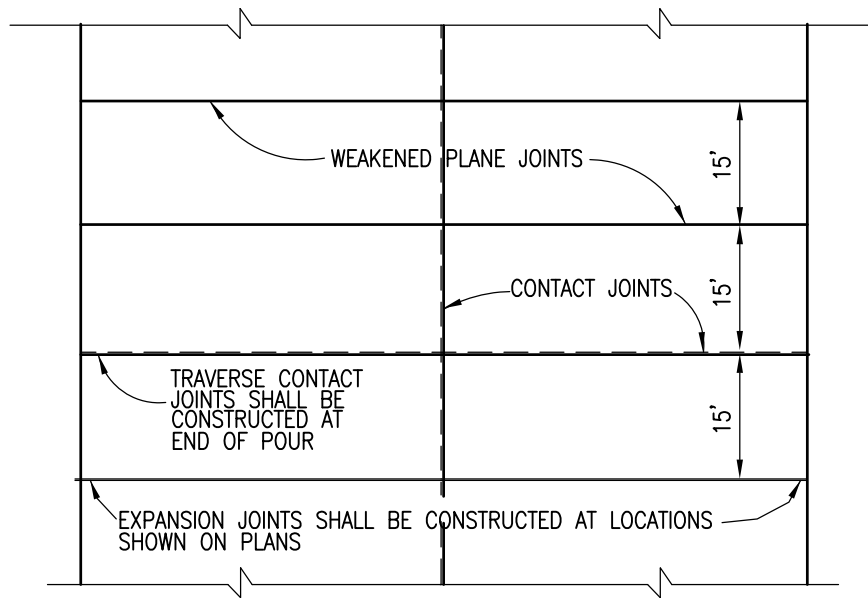 WEAKENED PLANE JOINTS
15'
15'
CONTACT JOINTS
TRAVERSE CONTACT
JOINTS SHALL BE
CONSTRUCTED AT
END OF POUR
15'
EXPANSION JOINTS SHALL BE CONSTRUCTED AT LOCATIONS
SHOWN ON PLANS